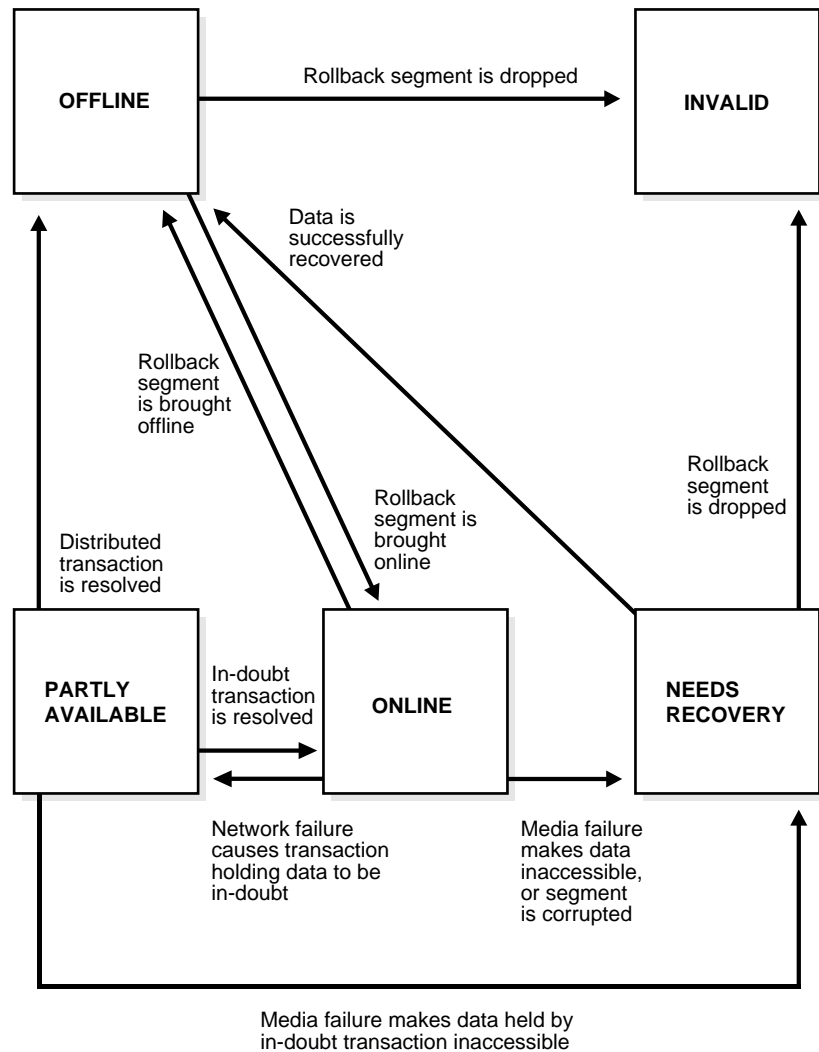 OFFLINE
Rollback segment is dropped
INVALID
Data is
successfully
recovered
Rollback
segment
is brought
offline
Rollback
segment is
brought
online
Rollback
segment
is dropped
Distributed
transaction
is resolved
PARTLY
AVAILABLE
In-doubt
transaction
is resolved
ONLINE
NEEDS
RECOVERY
Network failure
causes transaction
holding data to be
in-doubt
Media failure
makes data
inaccessible,
or segment
is corrupted
Media failure makes data held by
in-doubt transaction inaccessible